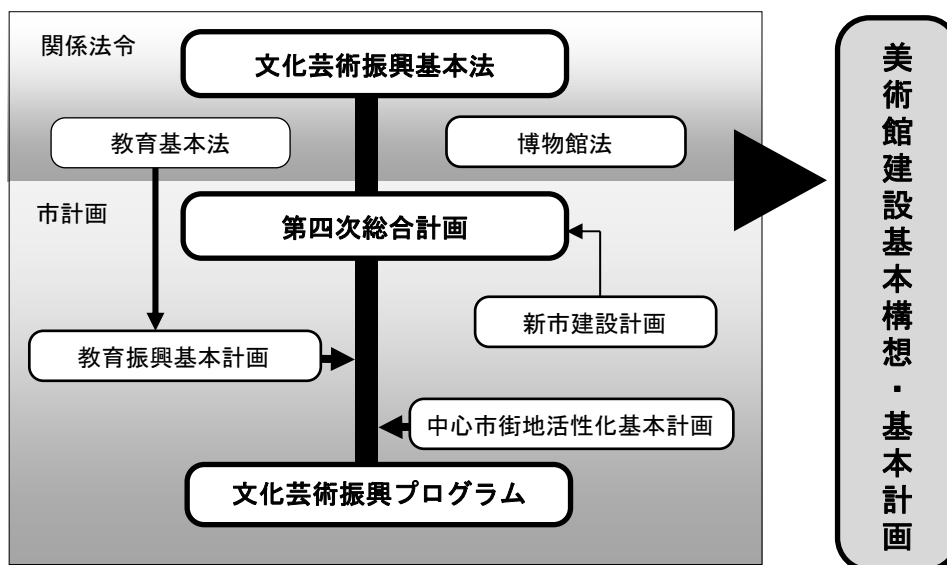 関係法令
文化芸術振興基本法
教育基本法
博物館法
市計画
第四次総合計画
新市建設計画
教育振興基本計画
中心市街地活性化基本計画
文化芸術振興プログラム
美術館建設基本構想・基本計画